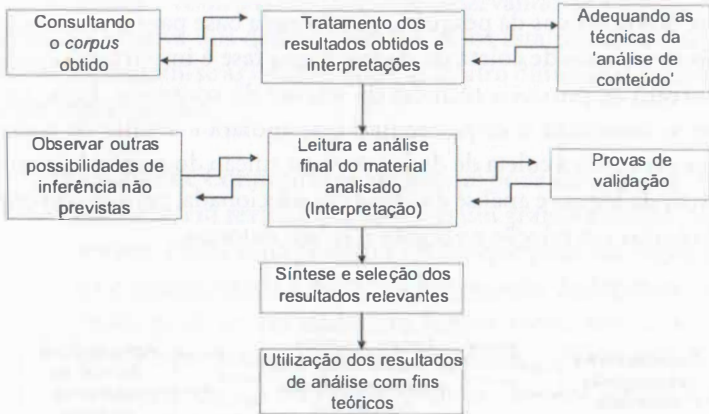 Consultando
o corpus
obtido
Tratamento dos
resultados obtidos e
interpretações
Adequando as
técnicas da
'análise de
conteúdo'
Observar outras
possibilidades de
inferência não
previstas
Leitura e análise
final do material
analisado
(Interpretação)
Provas de
validação
Síntese e seleção dos
resultados relevantes
Utilização dos resultados
de análise com fins
teóricos